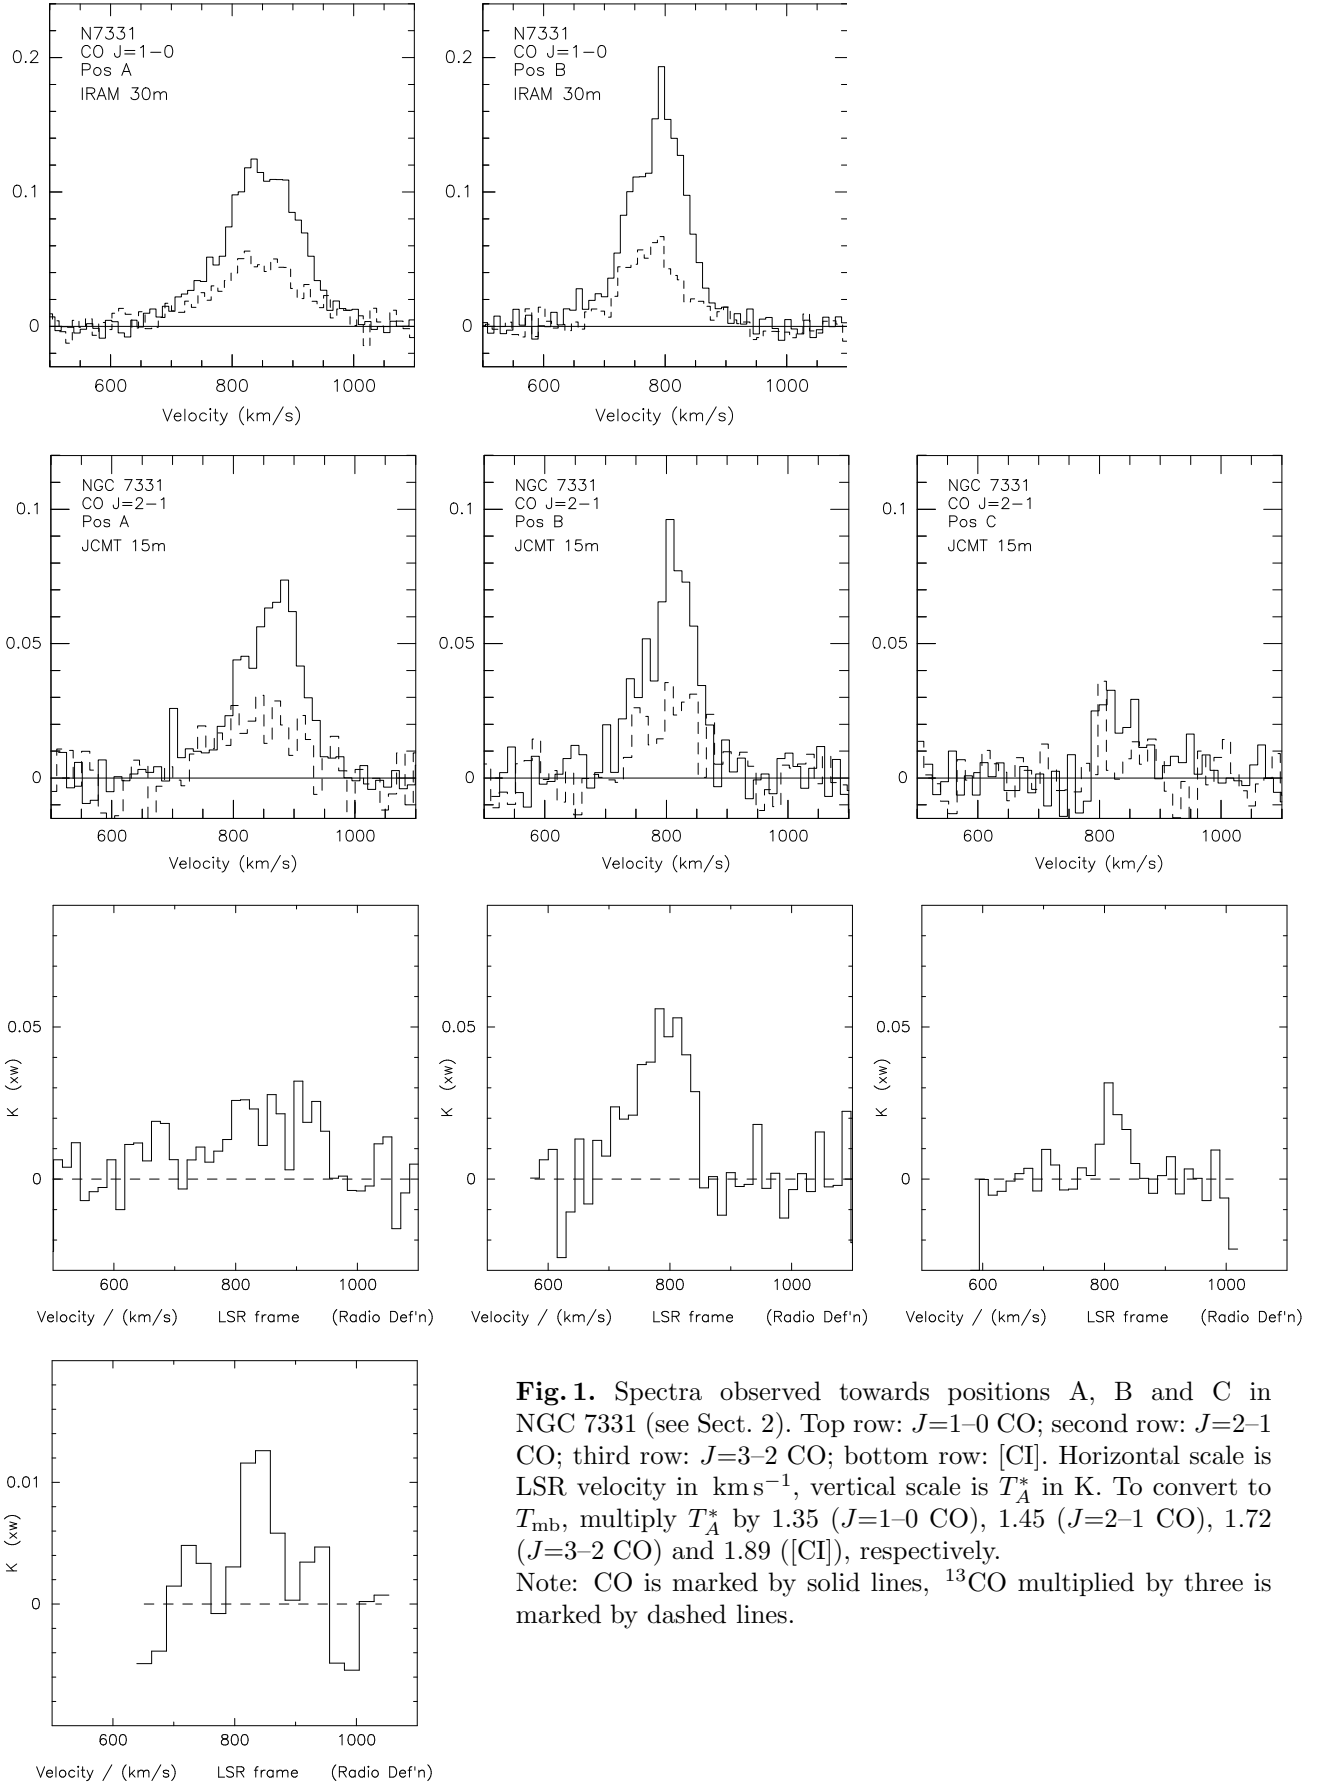 N7331
CO J=1–0
Pos A
IRAM 30m
0.2
0.1
0
600 800 1000
Velocity (km/s)
N7331
CO J=1–0
Pos B
IRAM 30m
0.2
0.1
0
600 800 1000
Velocity (km/s)
NGC 7331
CO J=2–1
Pos A
JCMT 15m
0.1
0.05
0
600 800 1000
Velocity (km/s)
NGC 7331
CO J=2–1
Pos B
JCMT 15m
0.1
0.05
0
600 800 1000
Velocity (km/s)
NGC 7331
CO J=2–1
Pos C
JCMT 15m
0.1
0.05
0
600 800 1000
Velocity (km/s)
K (xw)
0.05
0
600 800 1000
Velocity / (km/s) LSR frame (Radio Def'n)
K (xw)
0.05
0
600 800 1000
Velocity / (km/s) LSR frame (Radio Def'n)
K (xw)
0.05
0
600 800 1000
Velocity / (km/s) LSR frame (Radio Def'n)
K (xw)
0.01
0
600 800 1000
Velocity / (km/s) LSR frame (Radio Def'n)
Fig. 1. Spectra observed towards positions A, B and C in
NGC 7331 (see Sect. 2). Top row: J=1–0 CO; second row: J=2–1
CO; third row: J=3–2 CO; bottom row: [CI]. Horizontal scale is
LSR velocity in km s⁻¹, vertical scale is T*_A in K. To convert to
T_mb, multiply T*_A by 1.35 (J=1–0 CO), 1.45 (J=2–1 CO), 1.72
(J=3–2 CO) and 1.89 ([CI]), respectively.
Note: CO is marked by solid lines, ¹³CO multiplied by three is
marked by dashed lines.